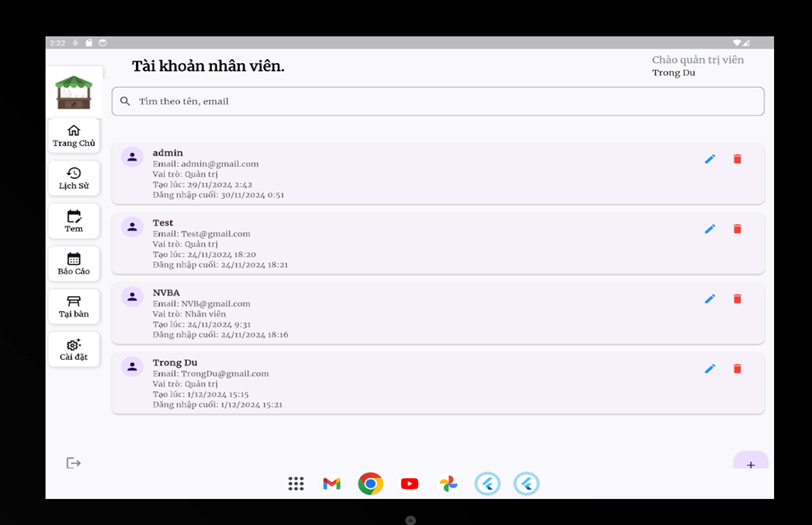 3:22
Tài khoản nhân viên.
Chào quản trị viên
Trong Du
Tìm theo tên, email
Trang Chủ
Lịch Sử
Tem
Báo Cáo
Tại bàn
Cài đặt
admin
Email: admin@gmail.com
Vai trò: Quản trị
Tạo lúc: 29/11/2024 2:42
Đăng nhập cuối: 30/11/2024 0:51
Test
Email: Test@gmail.com
Vai trò: Quản trị
Tạo lúc: 24/11/2024 18:20
Đăng nhập cuối: 24/11/2024 18:21
NVBA
Email: NVB@gmail.com
Vai trò: Nhân viên
Tạo lúc: 24/11/2024 9:31
Đăng nhập cuối: 24/11/2024 18:16
Trong Du
Email: TrongDu@gmail.com
Vai trò: Quản trị
Tạo lúc: 1/12/2024 15:15
Đăng nhập cuối: 1/12/2024 15:21